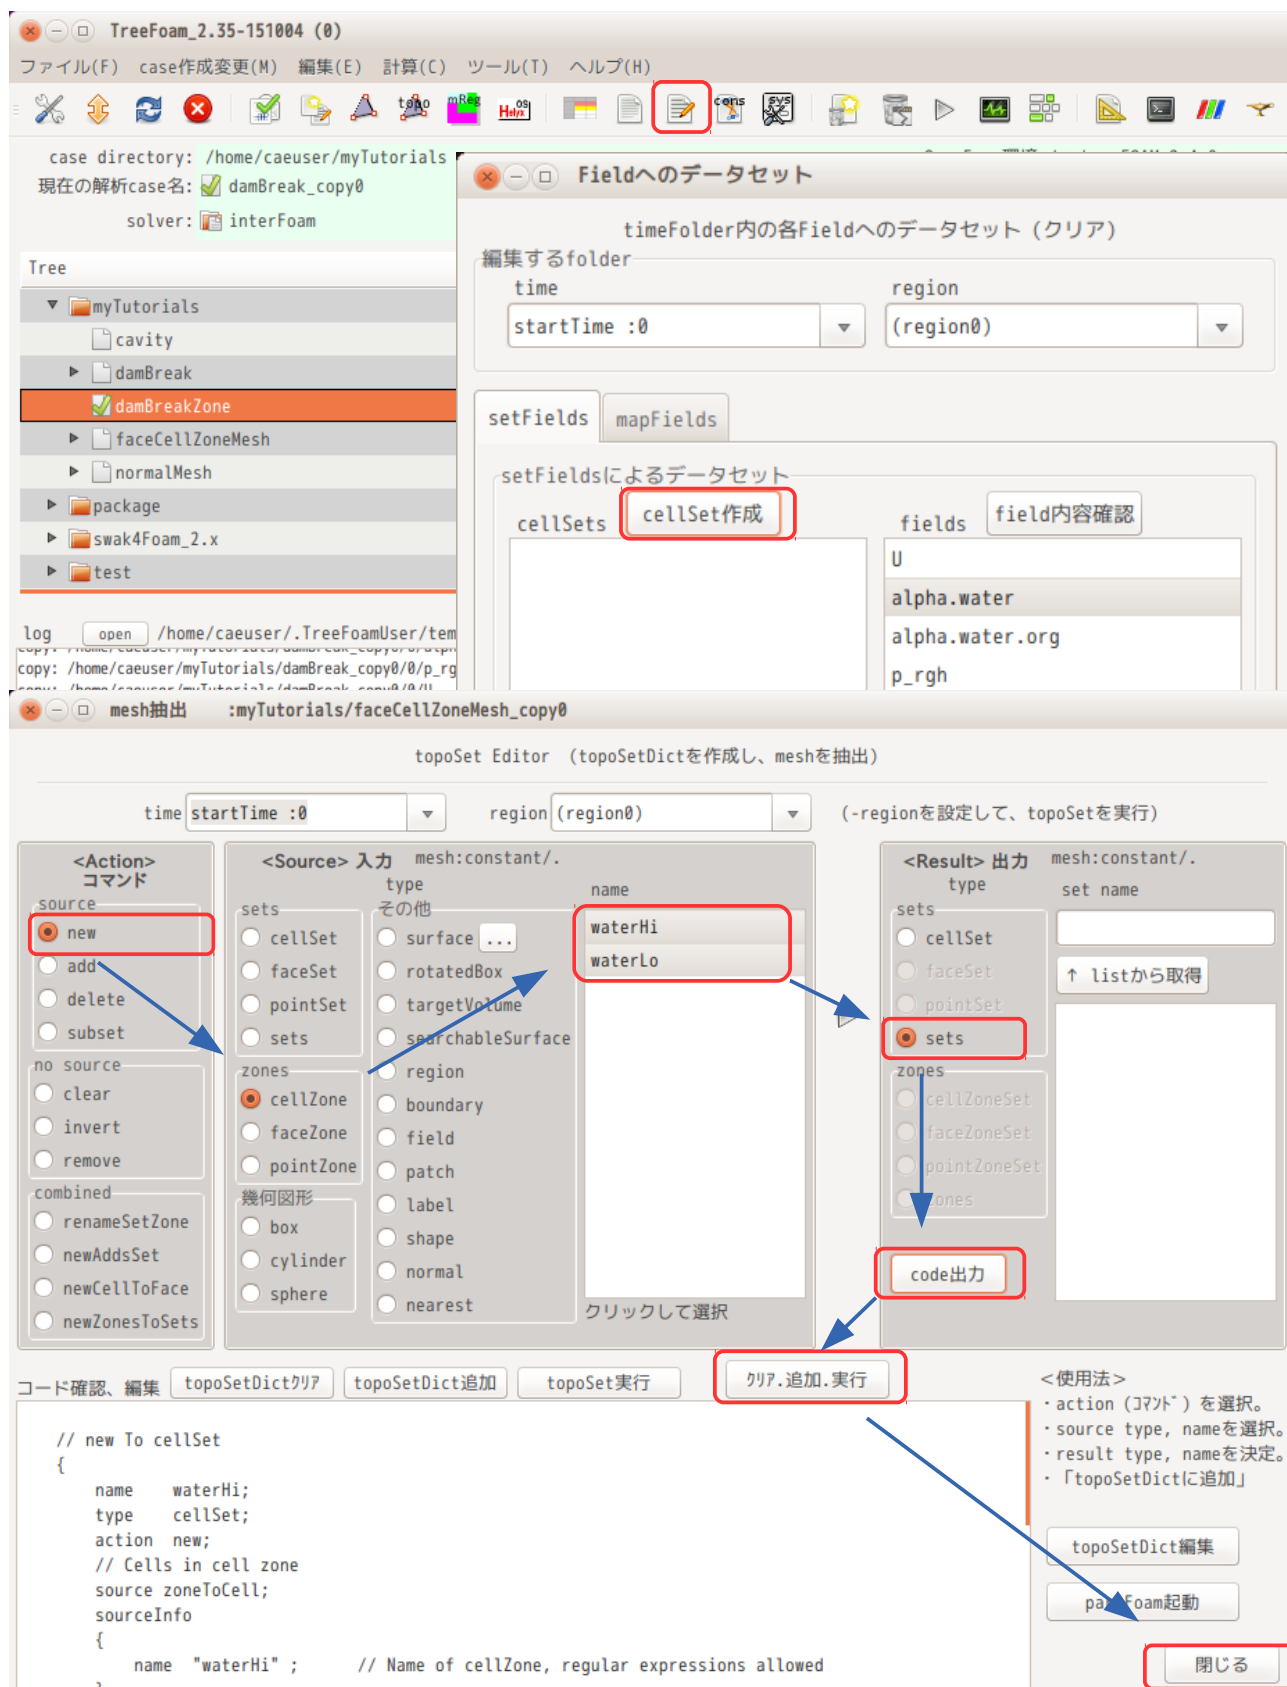 TreeFoam_2.35-151004 (0)
ファイル(F) case作成変更(M) 編集(E) 計算(C) ツール(T) ヘルプ(H)
topo mReg Helyx OS cons sys
case directory: /home/caeuser/myTutorials
現在の解析case名: damBreak_copy0
solver: interFoam
Tree
myTutorials
cavity
damBreak
damBreakZone
faceCellZoneMesh
normalMesh
package
swak4Foam_2.x
test
log open /home/caeuser/.TreeFoamUser/tem
copy: /home/caeuser/myTutorials/damBreak_copy0/0/p_rg
Fieldへのデータセット
timeFolder内の各Fieldへのデータセット (クリア)
編集するfolder
time region
startTime :0 (region0)
setFields mapFields
setFieldsによるデータセット
cellSets cellSet作成 fields field内容確認
U
alpha.water
alpha.water.org
p_rgh
mesh抽出 :myTutorials/faceCellZoneMesh_copy0
topoSet Editor (topoSetDictを作成し、meshを抽出)
time startTime :0 region (region0) (-regionを設定して、topoSetを実行)
<Action>
コマンド
source
new
add
delete
subset
no source
clear
invert
remove
combined
renameSetZone
newAddsSet
newCellToFace
newZonesToSets
<Source> 入力 mesh:constant/.
type
sets
cellSet
faceSet
pointSet
sets
zones
cellZone
faceZone
pointZone
幾何図形
box
cylinder
sphere
その他
surface ...
rotatedBox
targetVolume
searchableSurface
region
boundary
field
patch
label
shape
normal
nearest
name
waterHi
waterLo
クリックして選択
<Result> 出力 mesh:constant/.
type set name
sets
cellSet
faceSet
pointSet
sets
zones
cellZoneSet
faceZoneSet
pointZoneSet
zones
↑ listから取得
code出力
コード確認、編集 topoSetDictｸﾘｱ topoSetDict追加 topoSet実行 ｸﾘｱ.追加.実行
// new To cellSet
{
name waterHi;
type cellSet;
action new;
// Cells in cell zone
source zoneToCell;
sourceInfo
{
name "waterHi" ; // Name of cellZone, regular expressions allowed
<使用法>
・action (ｺﾏﾝﾄﾞ) を選択。
・source type, nameを選択。
・result type, nameを決定。
・「topoSetDictに追加」
topoSetDict編集
paraFoam起動
閉じる